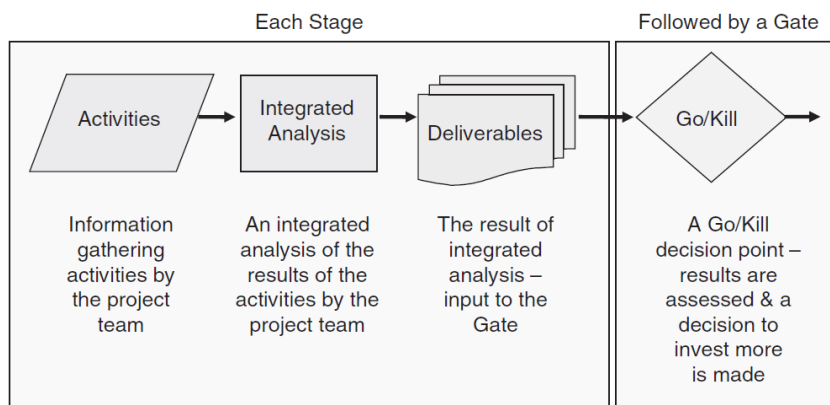 Each Stage
Followed by a Gate
Activities
Integrated
Analysis
Deliverables
Go/Kill
Information
gathering
activities by
the project
team
An integrated
analysis of the
results of the
activities by the
project team
The result of
integrated
analysis –
input to the
Gate
A Go/Kill
decision point –
results are
assessed & a
decision to
invest more
is made